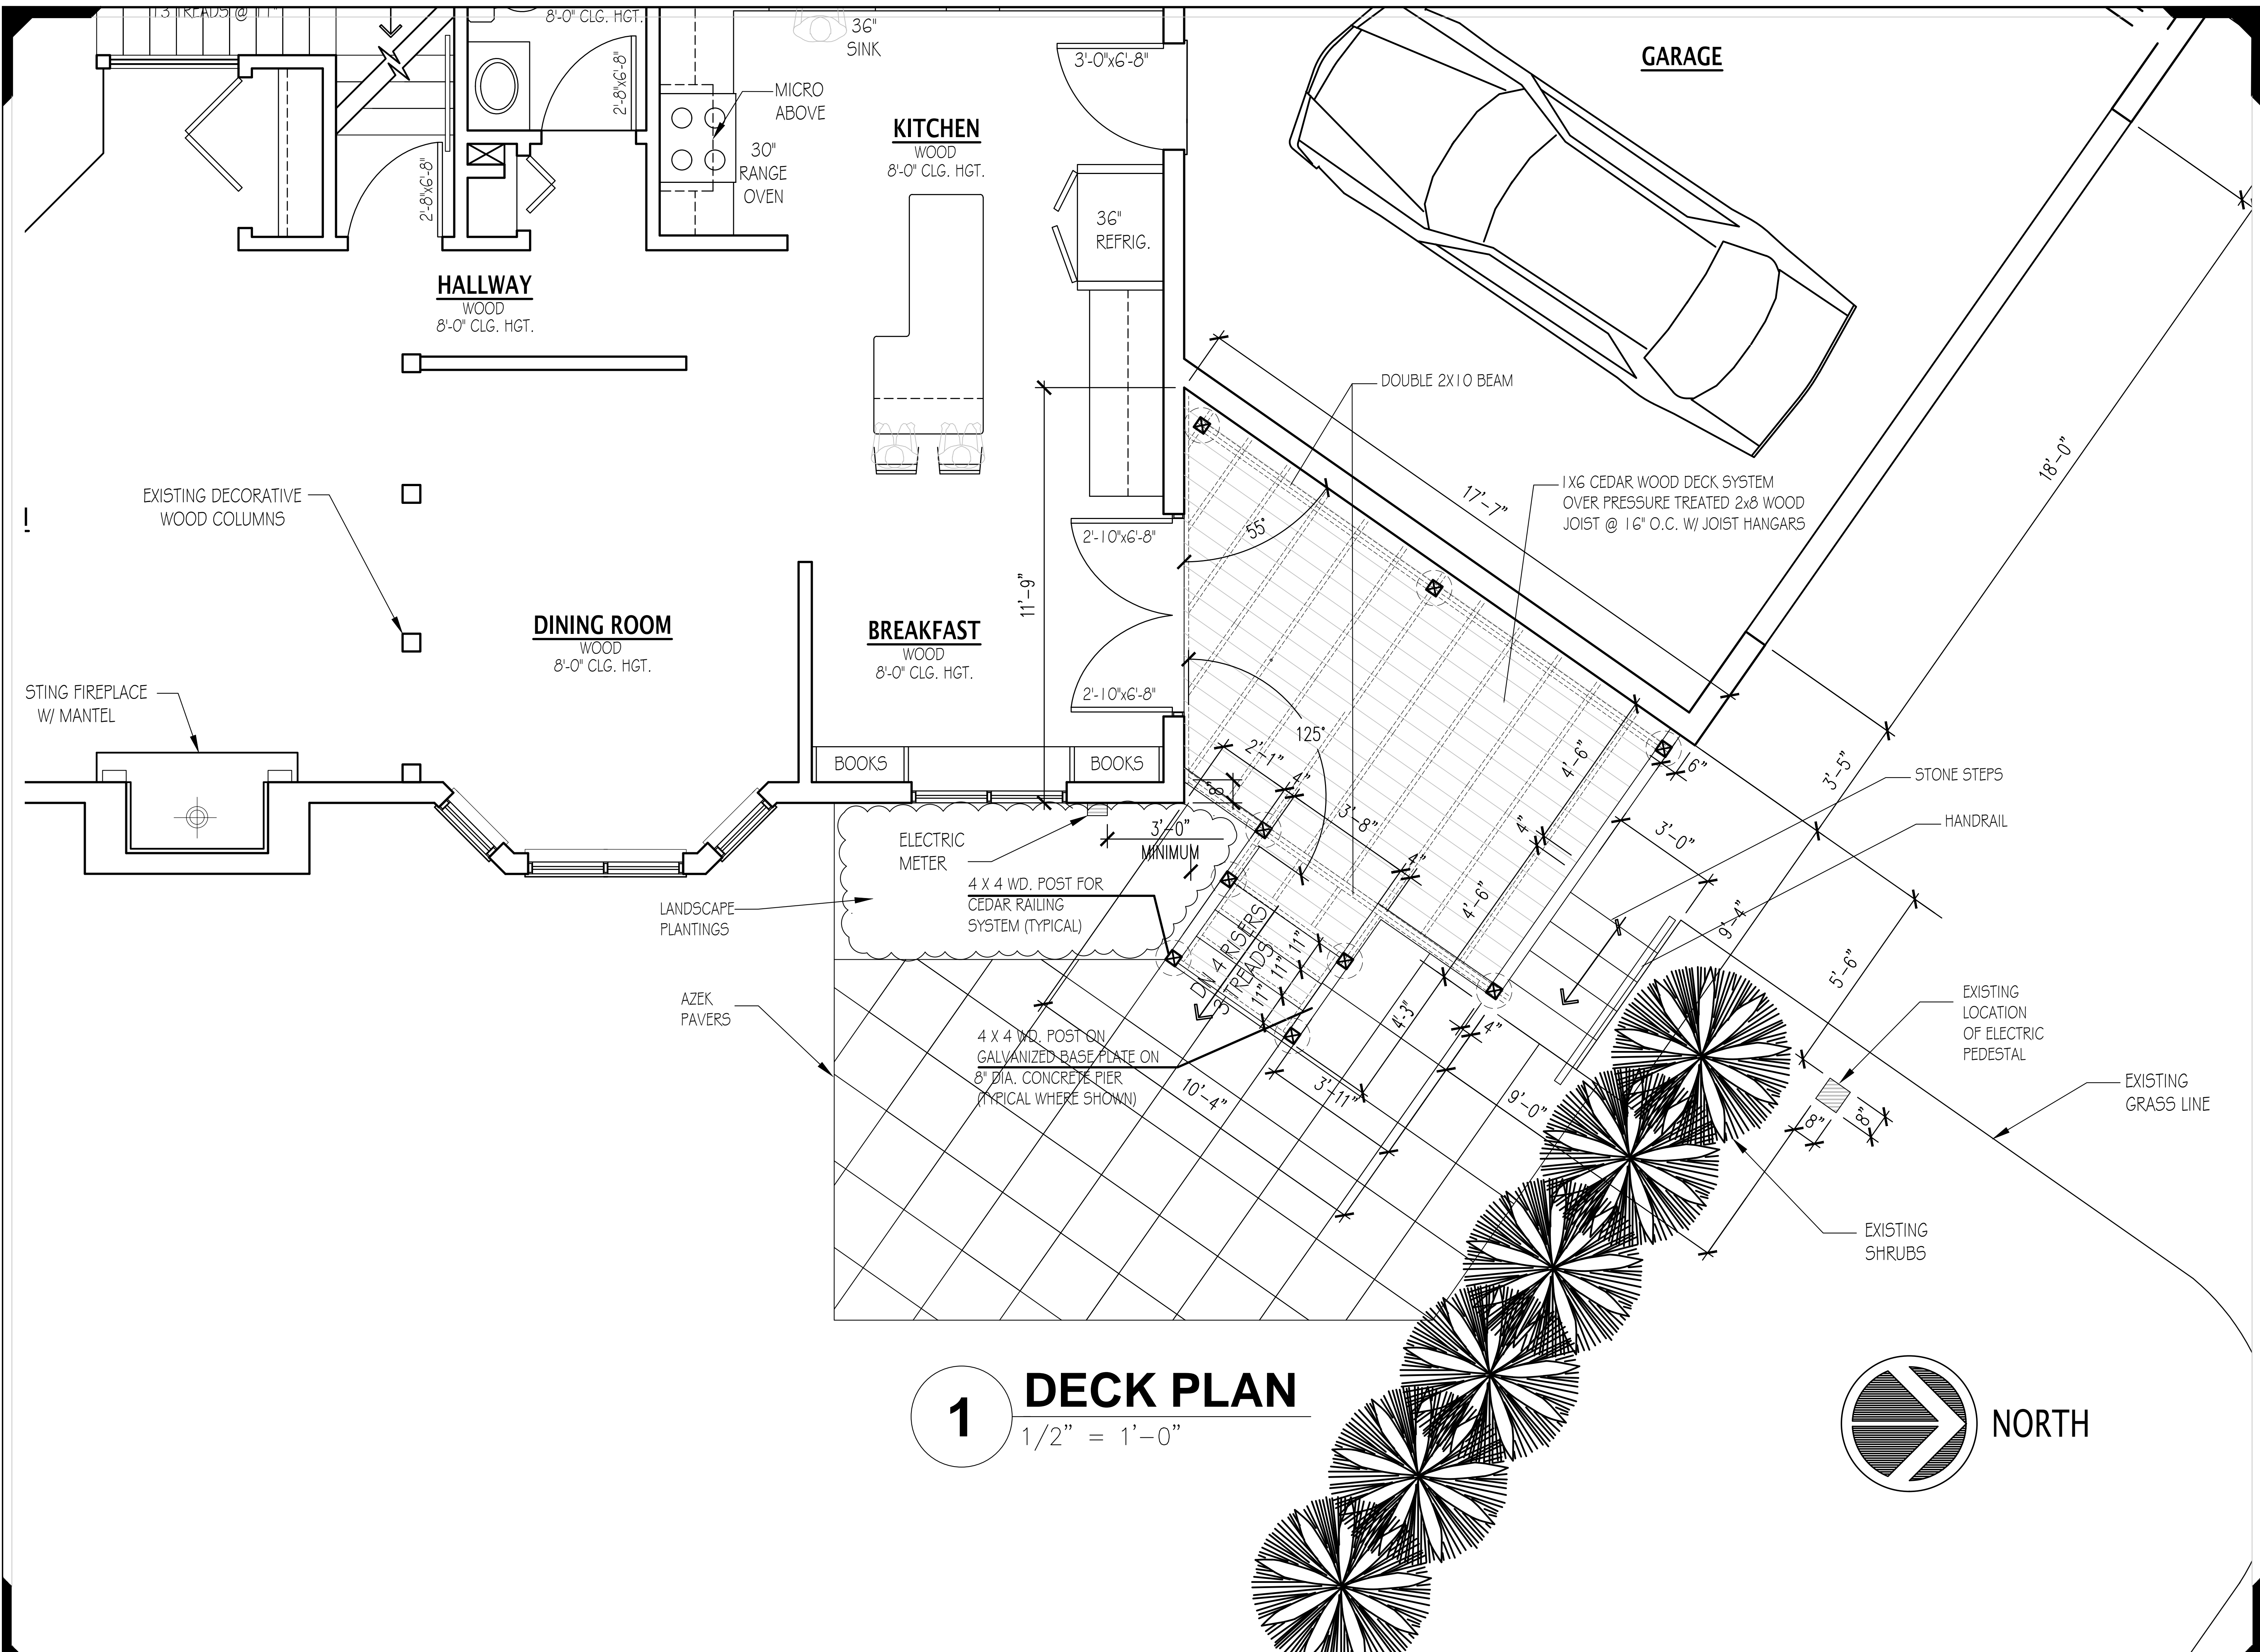 13 TREADS @ 11"
8'-0" CLG. HGT.
36"
SINK
GARAGE
3'-0"x6'-8"
2'-8"x6'-8"
MICRO
ABOVE
KITCHEN
WOOD
8'-0" CLG. HGT.
30"
RANGE
OVEN
2'-8"x6'-8"
36"
REFRIG.
HALLWAY
WOOD
8'-0" CLG. HGT.
DOUBLE 2X10 BEAM
18'-0"
17'-7"
1X6 CEDAR WOOD DECK SYSTEM
OVER PRESSURE TREATED 2x8 WOOD
JOIST @ 16" O.C. W/ JOIST HANGARS
EXISTING DECORATIVE
WOOD COLUMNS
55°
2'-10"x6'-8"
11'-9"
DINING ROOM
WOOD
8'-0" CLG. HGT.
BREAKFAST
WOOD
8'-0" CLG. HGT.
2'-10"x6'-8"
STING FIREPLACE
W/ MANTEL
125°
BOOKS
BOOKS
2'-1"
4"
8"
4'-6"
6"
3'-5"
STONE STEPS
HANDRAIL
3'-8"
4"
4"
3'-0"
3'-0"
MINIMUM
ELECTRIC
METER
4 X 4 WD. POST FOR
CEDAR RAILING
SYSTEM (TYPICAL)
LANDSCAPE
PLANTINGS
4'-6"
9'-4"
5'-6"
DN 4 RISERS
3 TREADS
11"
11"
11"
AZEK
PAVERS
4 X 4 WD. POST ON
GALVANIZED BASE PLATE ON
8" DIA. CONCRETE PIER
(TYPICAL WHERE SHOWN)
4'-3"
4"
10'-4"
3'-11"
9'-0"
EXISTING
LOCATION
OF ELECTRIC
PEDESTAL
8"
8"
EXISTING
GRASS LINE
EXISTING
SHRUBS
1
DECK PLAN
1/2" = 1'-0"
NORTH